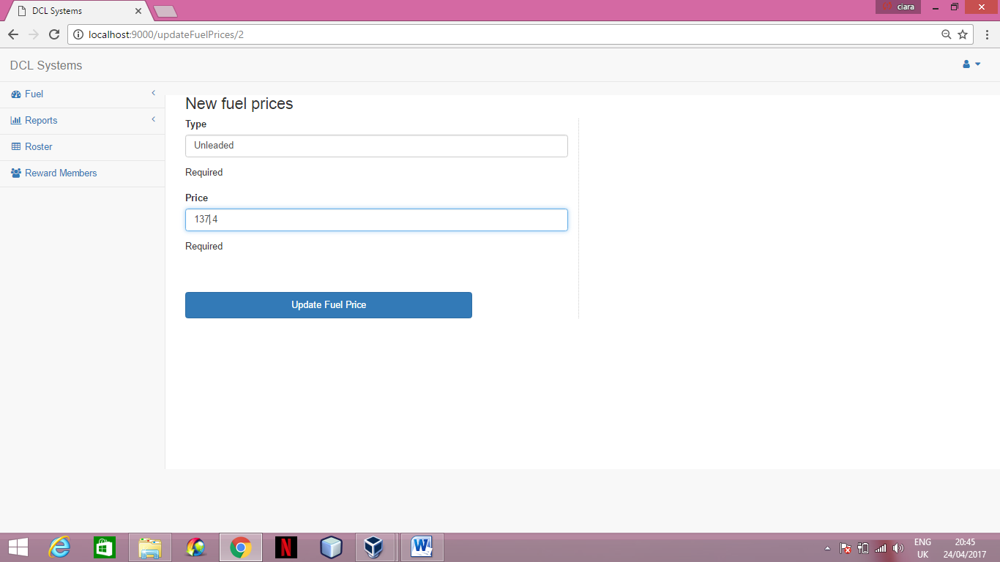 DCL Systems
ciara
localhost:9000/updateFuelPrices/2
DCL Systems
Fuel
Reports
Roster
Reward Members
New fuel prices
Type
Unleaded
Required
Price
137.4
Required
Update Fuel Price
N
W
ENG
UK
20:45
24/04/2017